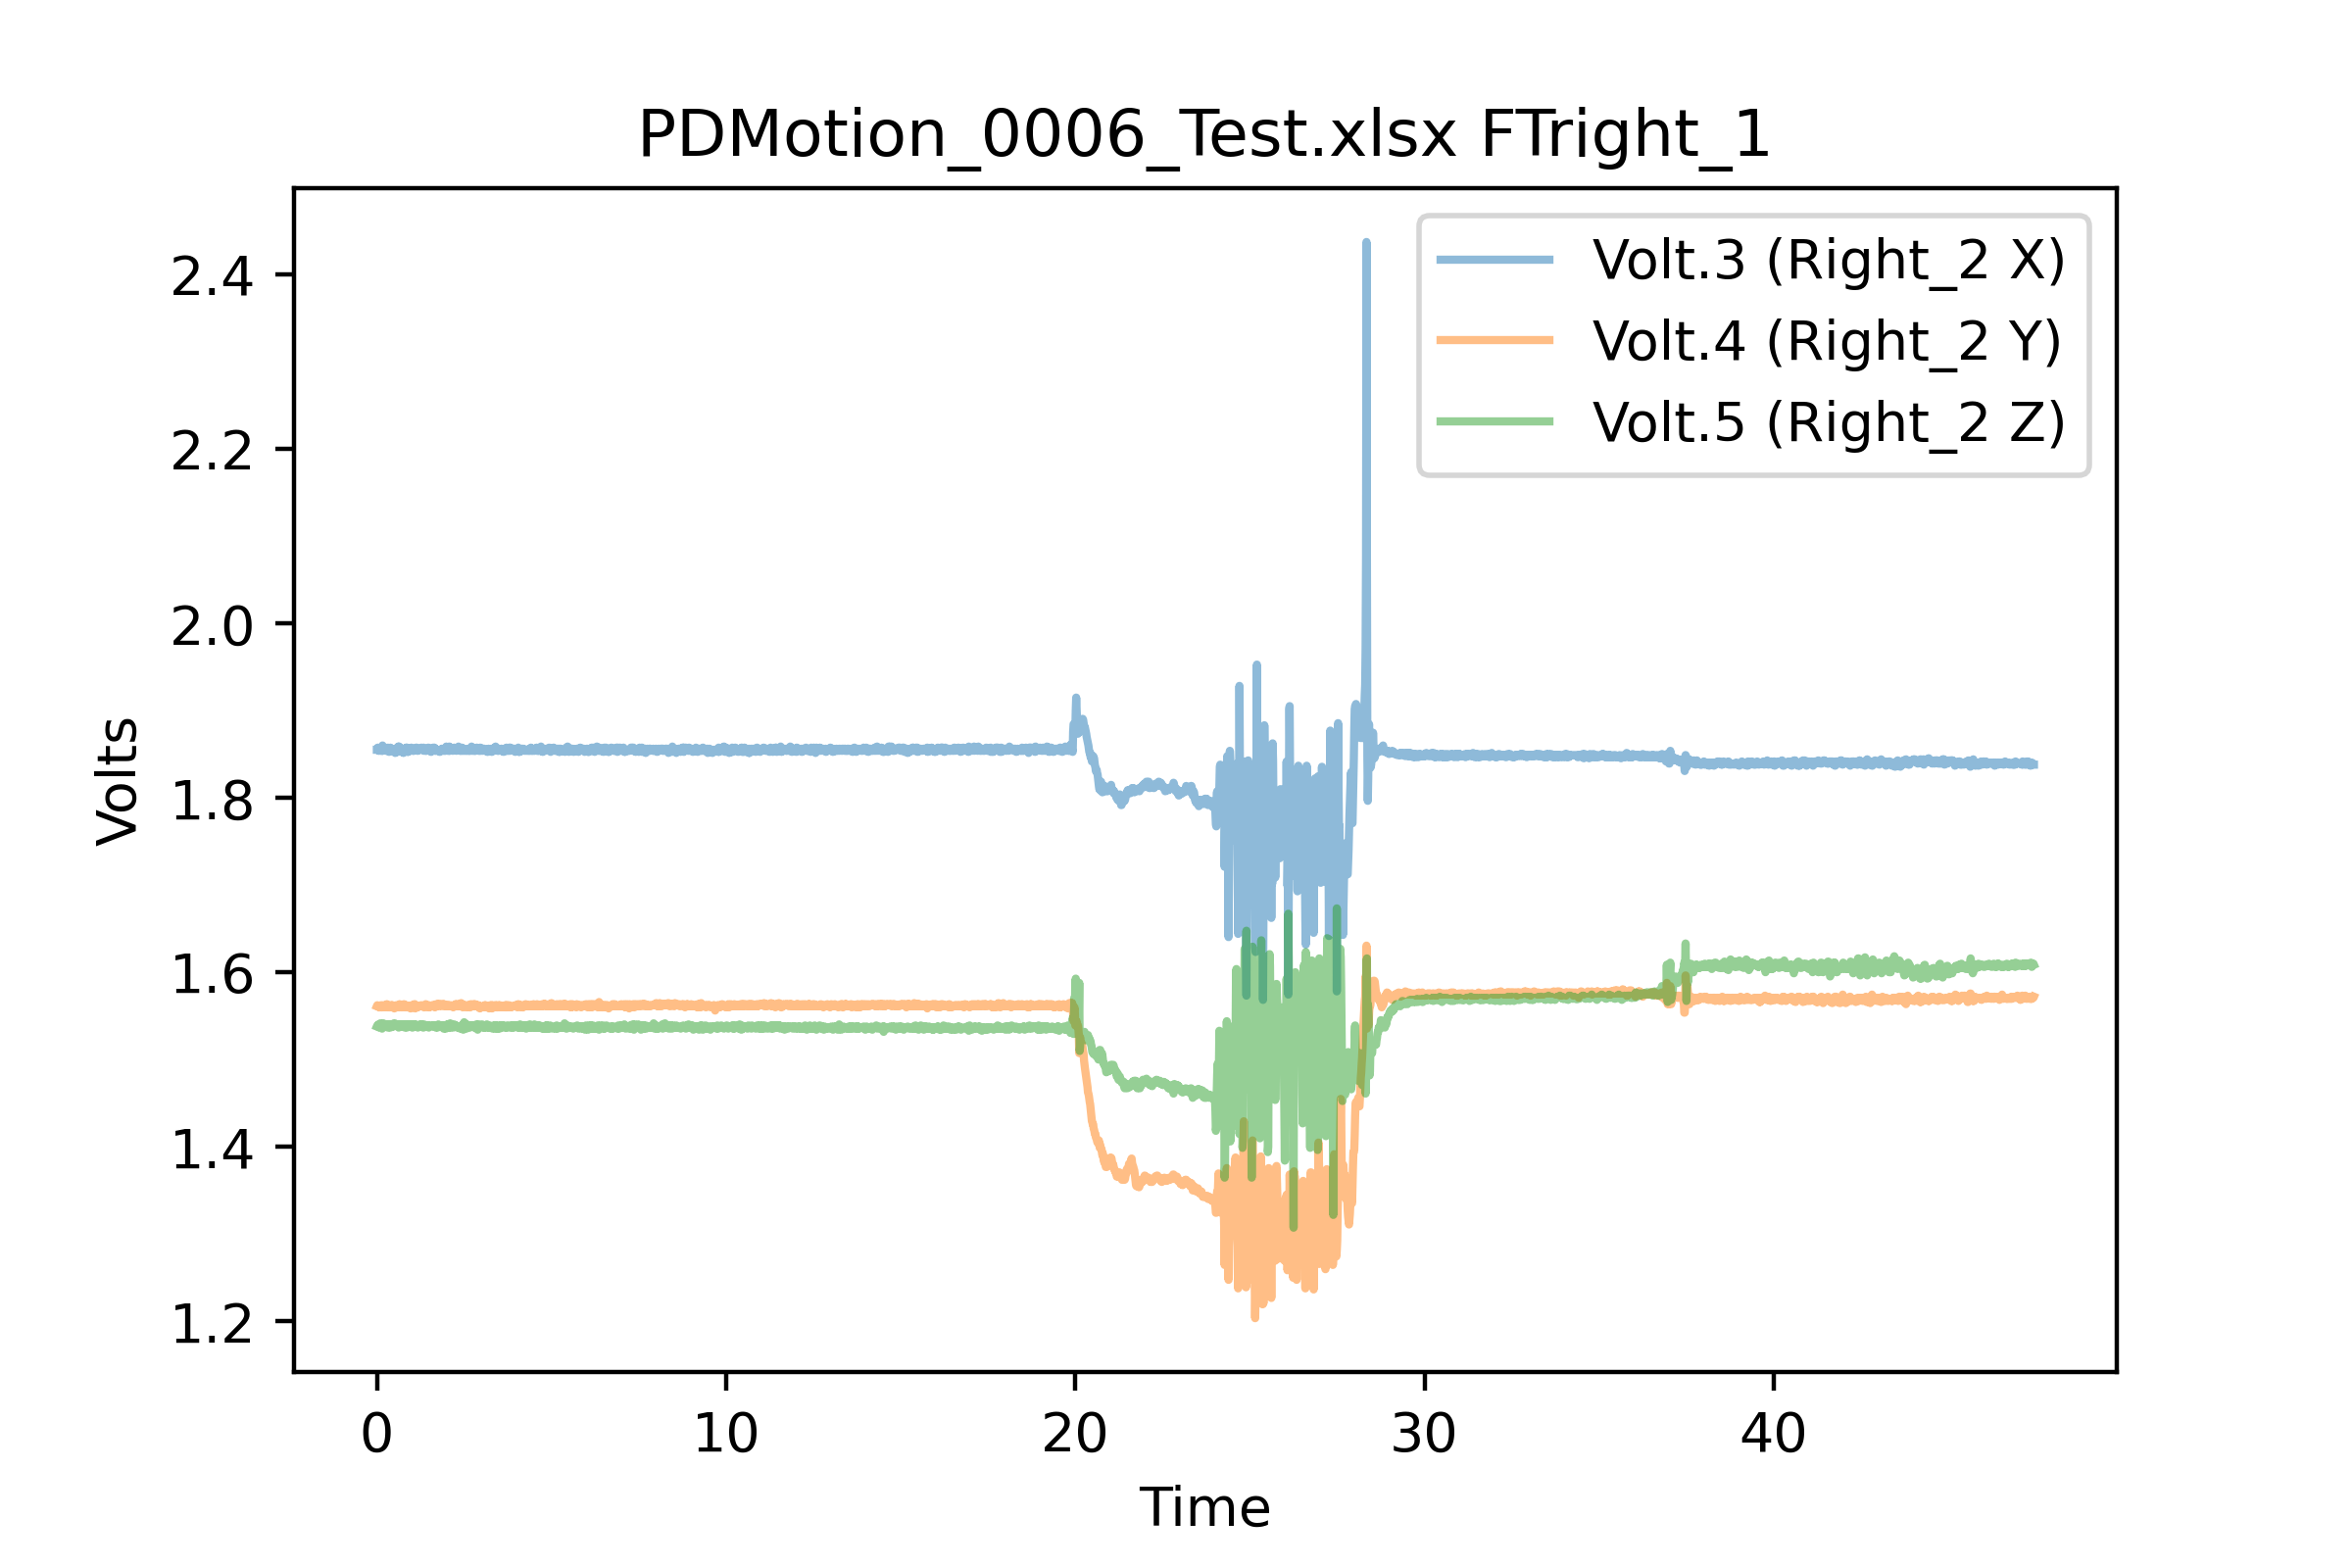 PDMotion_0006_Test.xlsx FTright_1
Volt.3 (Right_2 X)
Volt.4 (Right_2 Y)
Volt.5 (Right_2 Z)
2.4
2.2
2.0
1.8
1.6
1.4
1.2
Volts
0 10 20 30 40
Time